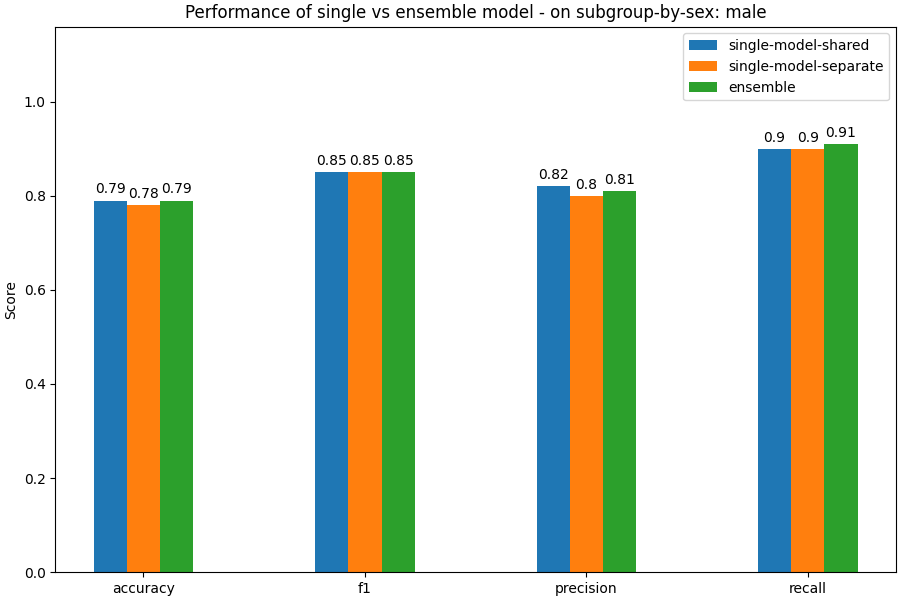 Performance of single vs ensemble model - on subgroup-by-sex: male
single-model-shared
single-model-separate
ensemble
Score
1.0
0.8
0.6
0.4
0.2
0.0
0.79 0.78 0.79
0.85 0.85 0.85
0.82 0.8 0.81
0.9 0.9 0.91
accuracy f1 precision recall